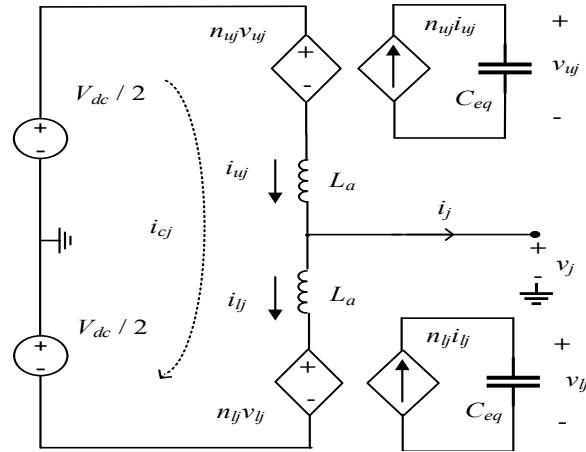 n_{uj}v_{uj}
n_{uj}i_{uj}
+
-
+
v_{uj}
-
C_{eq}
V_{dc} / 2
+
-
i_{uj}
L_a
i_{cj}
i_j
+
v_j
-
i_{lj}
L_a
V_{dc} / 2
+
-
+
-
n_{lj}v_{lj}
n_{lj}i_{lj}
C_{eq}
+
v_{lj}
-